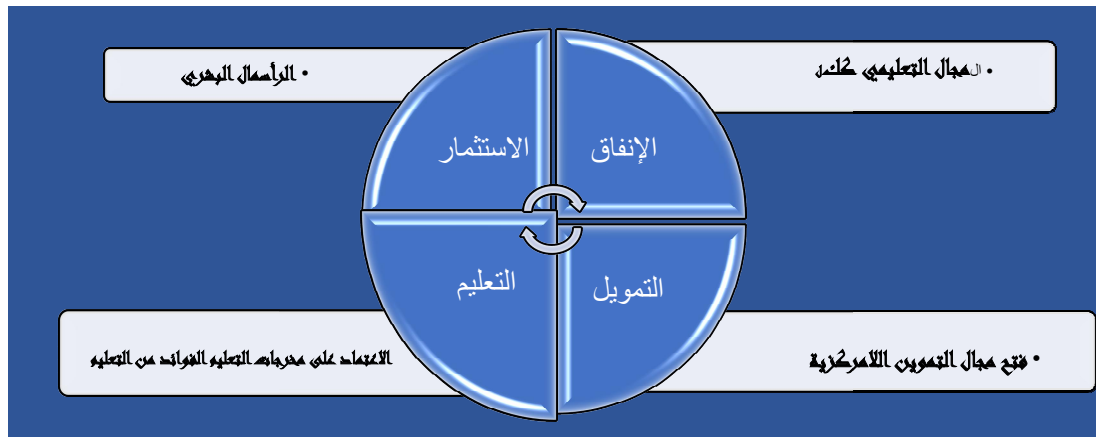 • الرأسمال البشري
• المجال التعليمي ككل
الاستثمار
الإنفاق
التعليم
التمويل
الاعتماد على مخرجات التعليم الفوائد من التعليم
• فتح مجال التموين اللامركزية